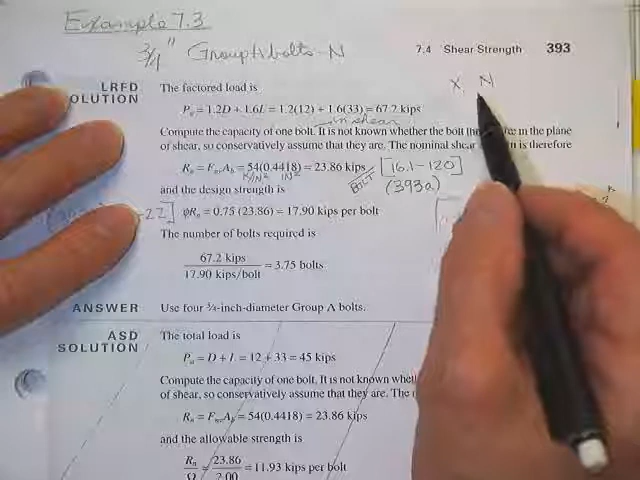 Example 7.3
3/4" Group A bolts - N
7.4 Shear Strength 393
X N
LRFD The factored load is
OLUTION
Pu = 1.2D + 1.6L = 1.2(12) + 1.6(33) = 67.2 kips
in shear
Compute the capacity of one bolt. It is not known whether the bolt in the plane
of shear, so conservatively assume that they are. The nominal shear is therefore
Rn = FnvAb = 54(0.4418) = 23.86 kips [16.1-120]
K/IN² IN² BOLT (393a)
and the design strength is
-22] φRn = 0.75 (23.86) = 17.90 kips per bolt
The number of bolts required is
67.2 kips
17.90 kips/bolt = 3.75 bolts
ANSWER Use four 3⁄4-inch-diameter Group A bolts.
ASD The total load is
SOLUTION
Pa = D + L = 12 + 33 = 45 kips
Compute the capacity of one bolt. It is not known
of shear, so conservatively assume that they are. The
Rn = FnvAb = 54(0.4418) = 23.86 kips
and the allowable strength is
Rn 23.86
Ω = 2.00 = 11.93 kips per bolt